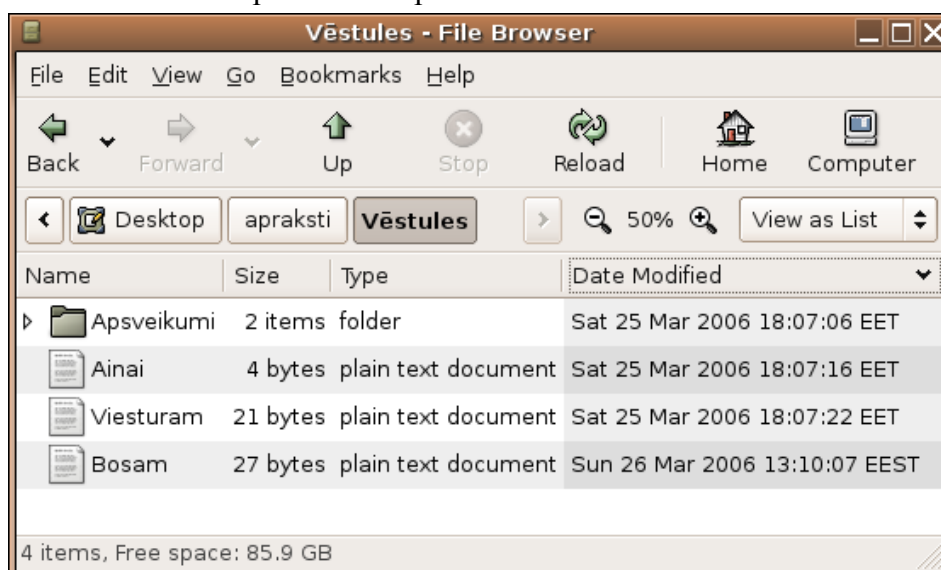 Vēstules - File Browser
File Edit View Go Bookmarks Help
Back Forward Up Stop Reload Home Computer
Desktop apraksti Vēstules 50% View as List
Name Size Type Date Modified
Apsveikumi 2 items folder Sat 25 Mar 2006 18:07:06 EET
Ainai 4 bytes plain text document Sat 25 Mar 2006 18:07:16 EET
Viesturam 21 bytes plain text document Sat 25 Mar 2006 18:07:22 EET
Bosam 27 bytes plain text document Sun 26 Mar 2006 13:10:07 EEST
4 items, Free space: 85.9 GB